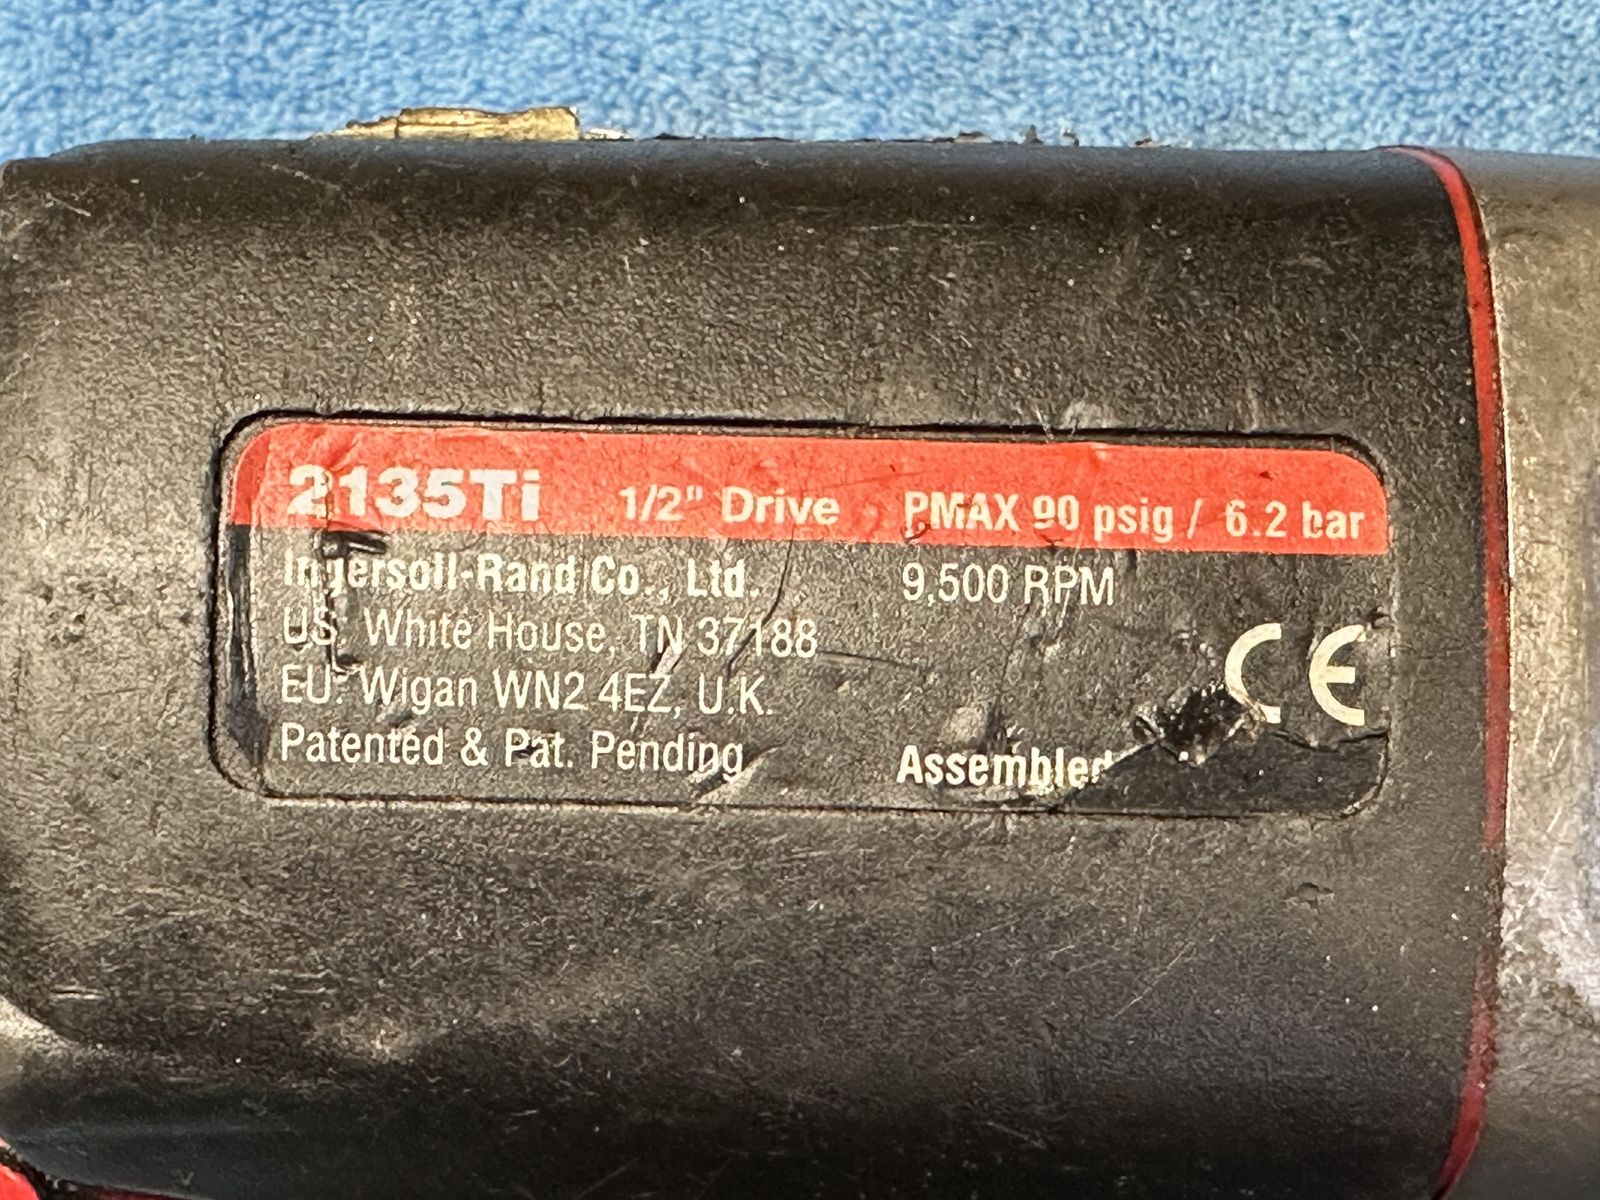 2135Ti 1/2" Drive PMAX 90 psig / 6.2 bar
Ingersoll-Rand Co., Ltd. 9,500 RPM
US: White House, TN 37188
EU: Wigan WN2 4EZ, U.K. CE
Patented & Pat. Pending Assembled